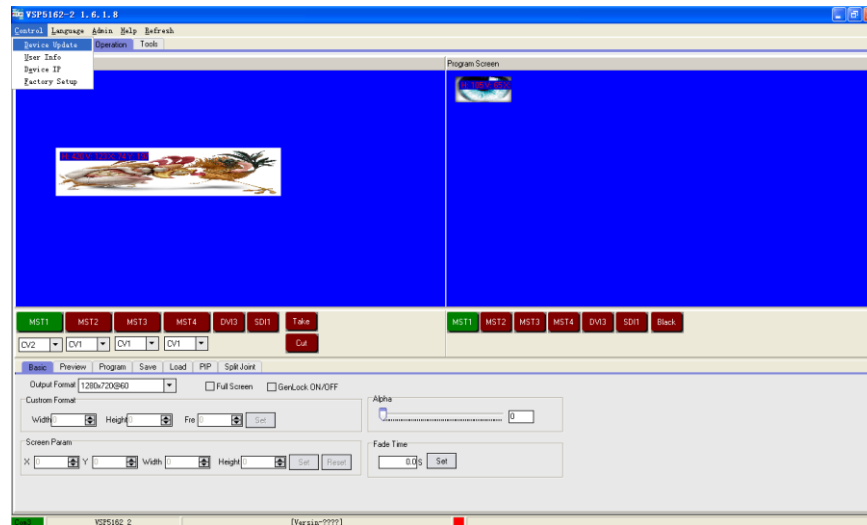 VSP5162-2 1.6.1.8
Control Language Admin Help Refresh
Device Update Operation Tools
User Info
Device IP
Factory Setup
Program Screen
MST1 MST2 MST3 MST4 DVI3 SDI1 Take
MST1 MST2 MST3 MST4 DVI3 SDI1 Black
CV2 CV1 CV1 CV1 Cut
Basic Preview Program Save Load PIP Split Joint
Output Format 1280x720@60 Full Screen GenLock ON/OFF
Custrom Format
Alpha
Width 0 Height 0 Fre 0 Set
0
Screen Param
Fade Time
X 0 Y 0 Width 0 Height 0 Set Reset
0.0 S Set
VSP5162_2 [Versin-????]